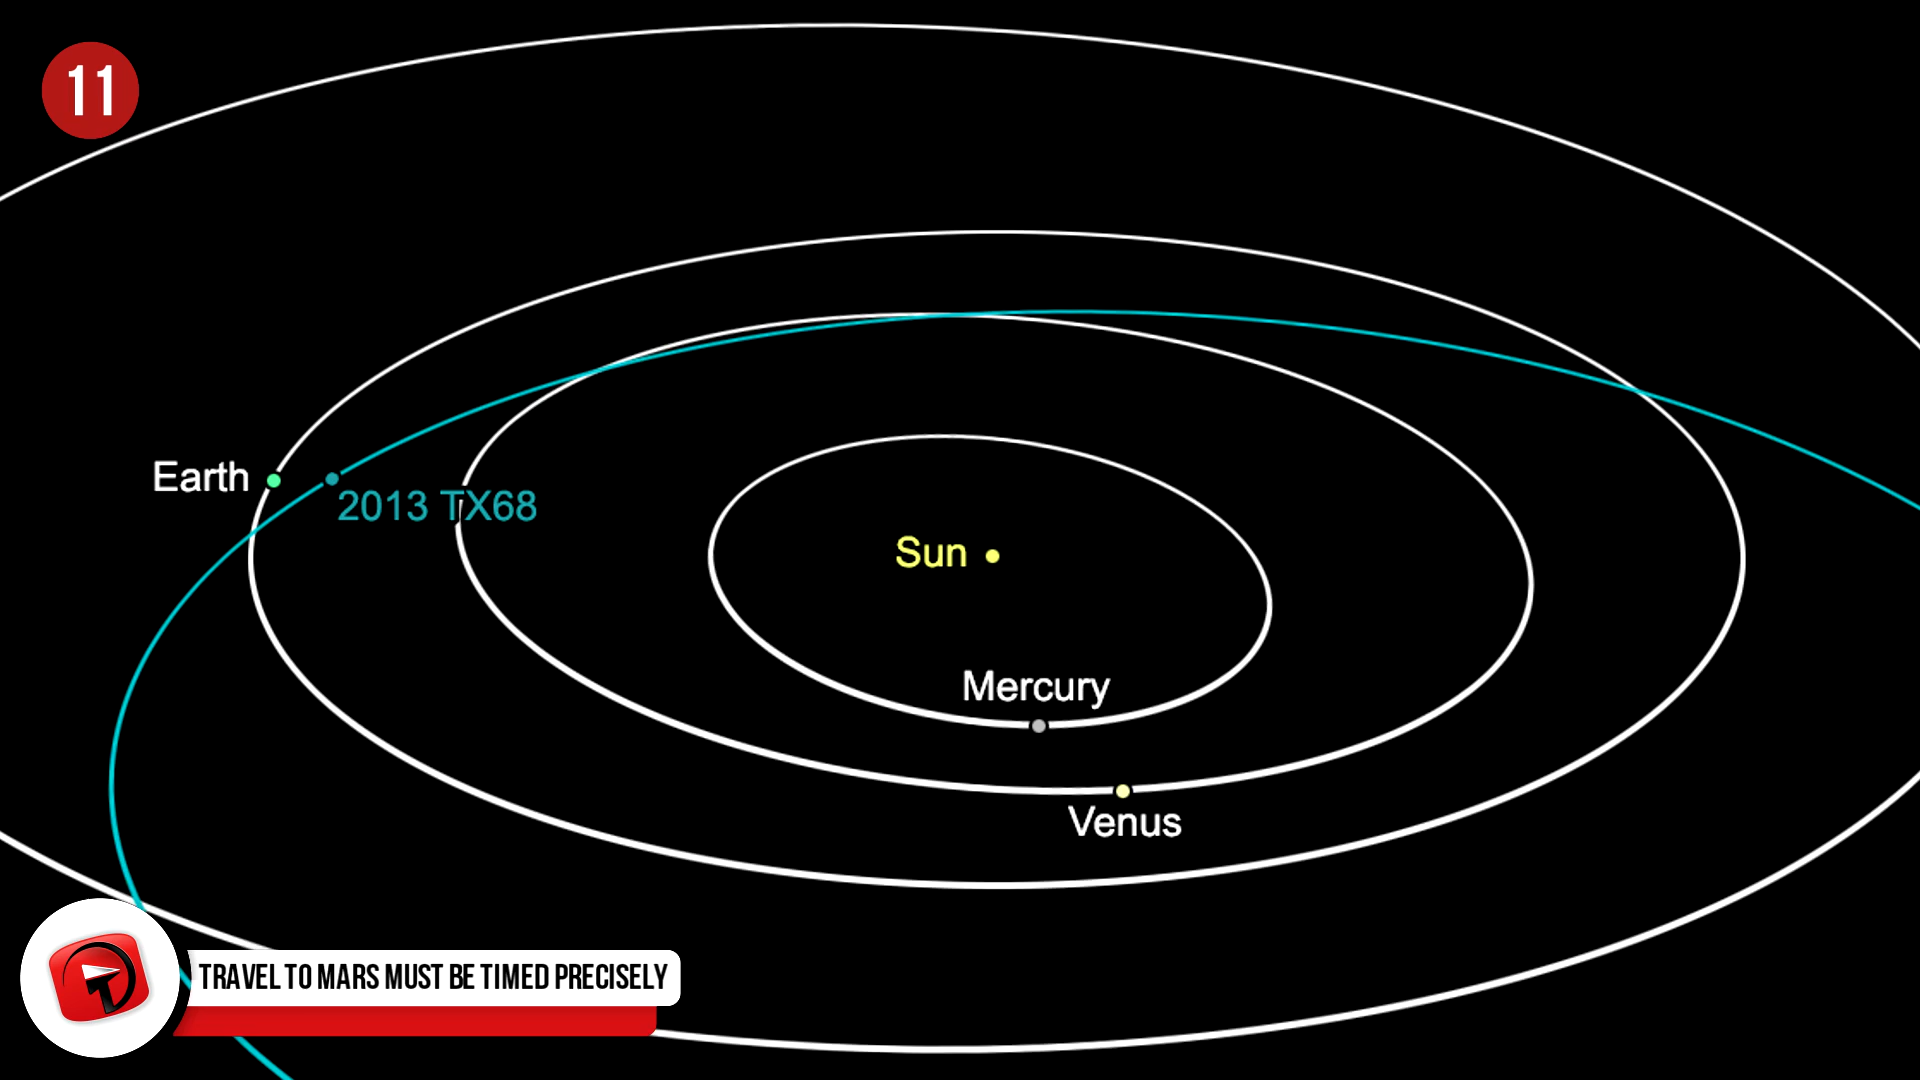 11
Earth
2013 TX68
Sun
Mercury
Venus
TRAVEL TO MARS MUST BE TIMED PRECISELY